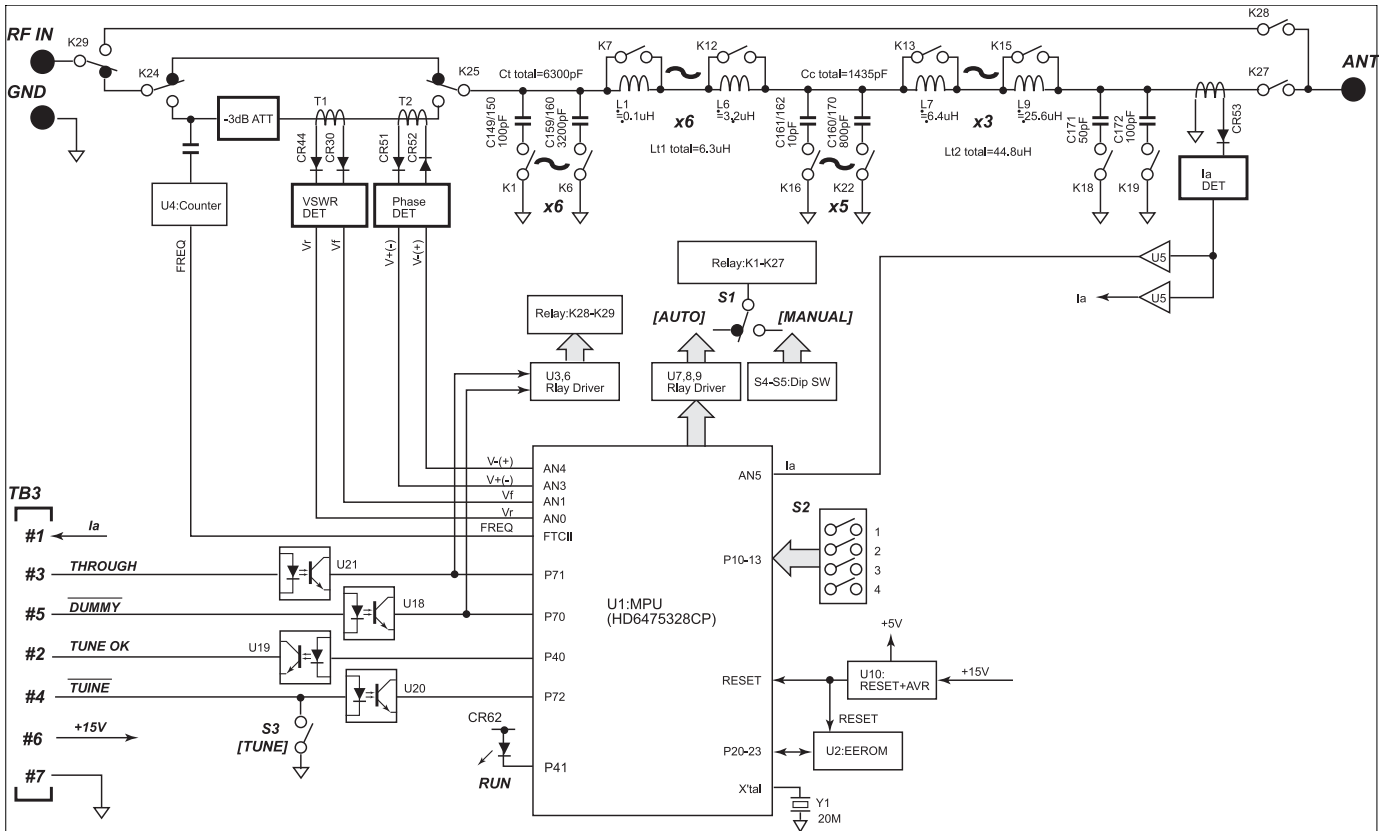 RF IN
K29
K24
K25
K28
GND
Ct total=6300pF
K7
K12
Cc total=1435pF
K13
K15
K27
ANT
-3dB ATT
T1
T2
L1
=0.1uH
x6
L6
=3.2uH
L7
=6.4uH
x3
L9
=25.6uH
CR44
CR30
CR51
CR52
C149/150
100pF
C159/160
3200pF
Lt1 total=6.3uH
C161/162
10pF
C160/170
800pF
Lt2 total=44.8uH
C171
50pF
C172
100pF
CR53
U4:Counter
VSWR
DET
Phase
DET
K1
K6
x6
K16
K22
x5
K18
K19
Ia
DET
FREQ
Vr
Vf
V+(-)
V-(+)
Relay:K1-K27
U5
S1
Ia
U5
Relay:K28-K29
[AUTO]
[MANUAL]
U3,6
Rlay Driver
U7,8,9
Rlay Driver
S4-S5:Dip SW
V-(+)
AN4
V+(-)
AN3
Vf
AN1
Vr
AN0
FREQ
FTCII
AN5
Ia
TB3
#1
Ia
S2
1
2
3
4
P10-13
#3
THROUGH
U21
P71
#5
DUMMY
U18
P70
U1:MPU
(HD6475328CP)
#2
TUNE OK
U19
P40
+5V
#4
TUINE
U20
P72
RESET
U10:
RESET+AVR
+15V
S3
[TUNE]
CR62
RESET
#6
+15V
P20-23
U2:EEROM
RUN
P41
#7
X'tal
Y1
20M